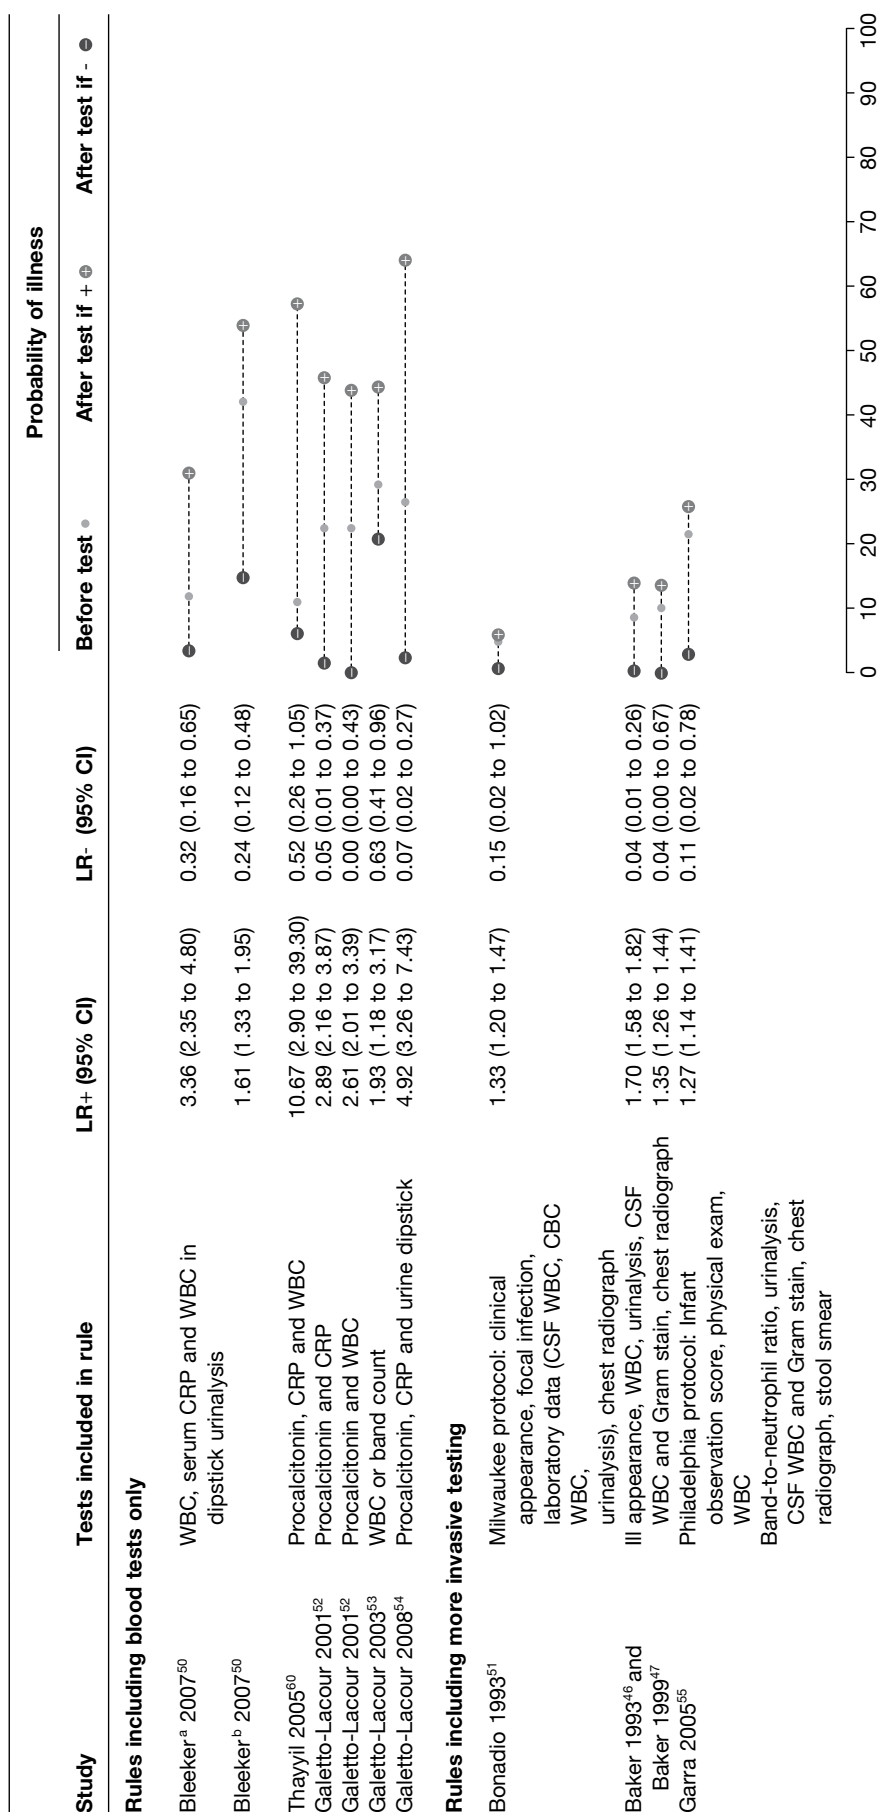 Probability of illness
Study Tests included in rule LR+ (95% CI) LR- (95% CI) Before test After test if + After test if -
Rules including blood tests only
Bleekerᵃ 2007⁵⁰ WBC, serum CRP and WBC in 3.36 (2.35 to 4.80) 0.32 (0.16 to 0.65)
dipstick urinalysis
Bleekerᵇ 2007⁵⁰ 1.61 (1.33 to 1.95) 0.24 (0.12 to 0.48)
Thayyil 2005⁶⁰ Procalcitonin, CRP and WBC 10.67 (2.90 to 39.30) 0.52 (0.26 to 1.05)
Galetto-Lacour 2001⁵² Procalcitonin and CRP 2.89 (2.16 to 3.87) 0.05 (0.01 to 0.37)
Galetto-Lacour 2001⁵² Procalcitonin and WBC 2.61 (2.01 to 3.39) 0.00 (0.00 to 0.43)
Galetto-Lacour 2003⁵³ WBC or band count 1.93 (1.18 to 3.17) 0.63 (0.41 to 0.96)
Galetto-Lacour 2008⁵⁴ Procalcitonin, CRP and urine dipstick 4.92 (3.26 to 7.43) 0.07 (0.02 to 0.27)
Rules including more invasive testing
Bonadio 1993⁵¹ Milwaukee protocol: clinical 1.33 (1.20 to 1.47) 0.15 (0.02 to 1.02)
appearance, focal infection,
laboratory data (CSF WBC, CBC
WBC,
urinalysis), chest radiograph
Baker 1993⁴⁶ and Ill appearance, WBC, urinalysis, CSF 1.70 (1.58 to 1.82) 0.04 (0.01 to 0.26)
Baker 1999⁴⁷ WBC and Gram stain, chest radiograph 1.35 (1.26 to 1.44) 0.04 (0.00 to 0.67)
Garra 2005⁵⁵ Philadelphia protocol: Infant 1.27 (1.14 to 1.41) 0.11 (0.02 to 0.78)
observation score, physical exam,
WBC
Band-to-neutrophil ratio, urinalysis,
CSF WBC and Gram stain, chest
radiograph, stool smear
0 10 20 30 40 50 60 70 80 90 100